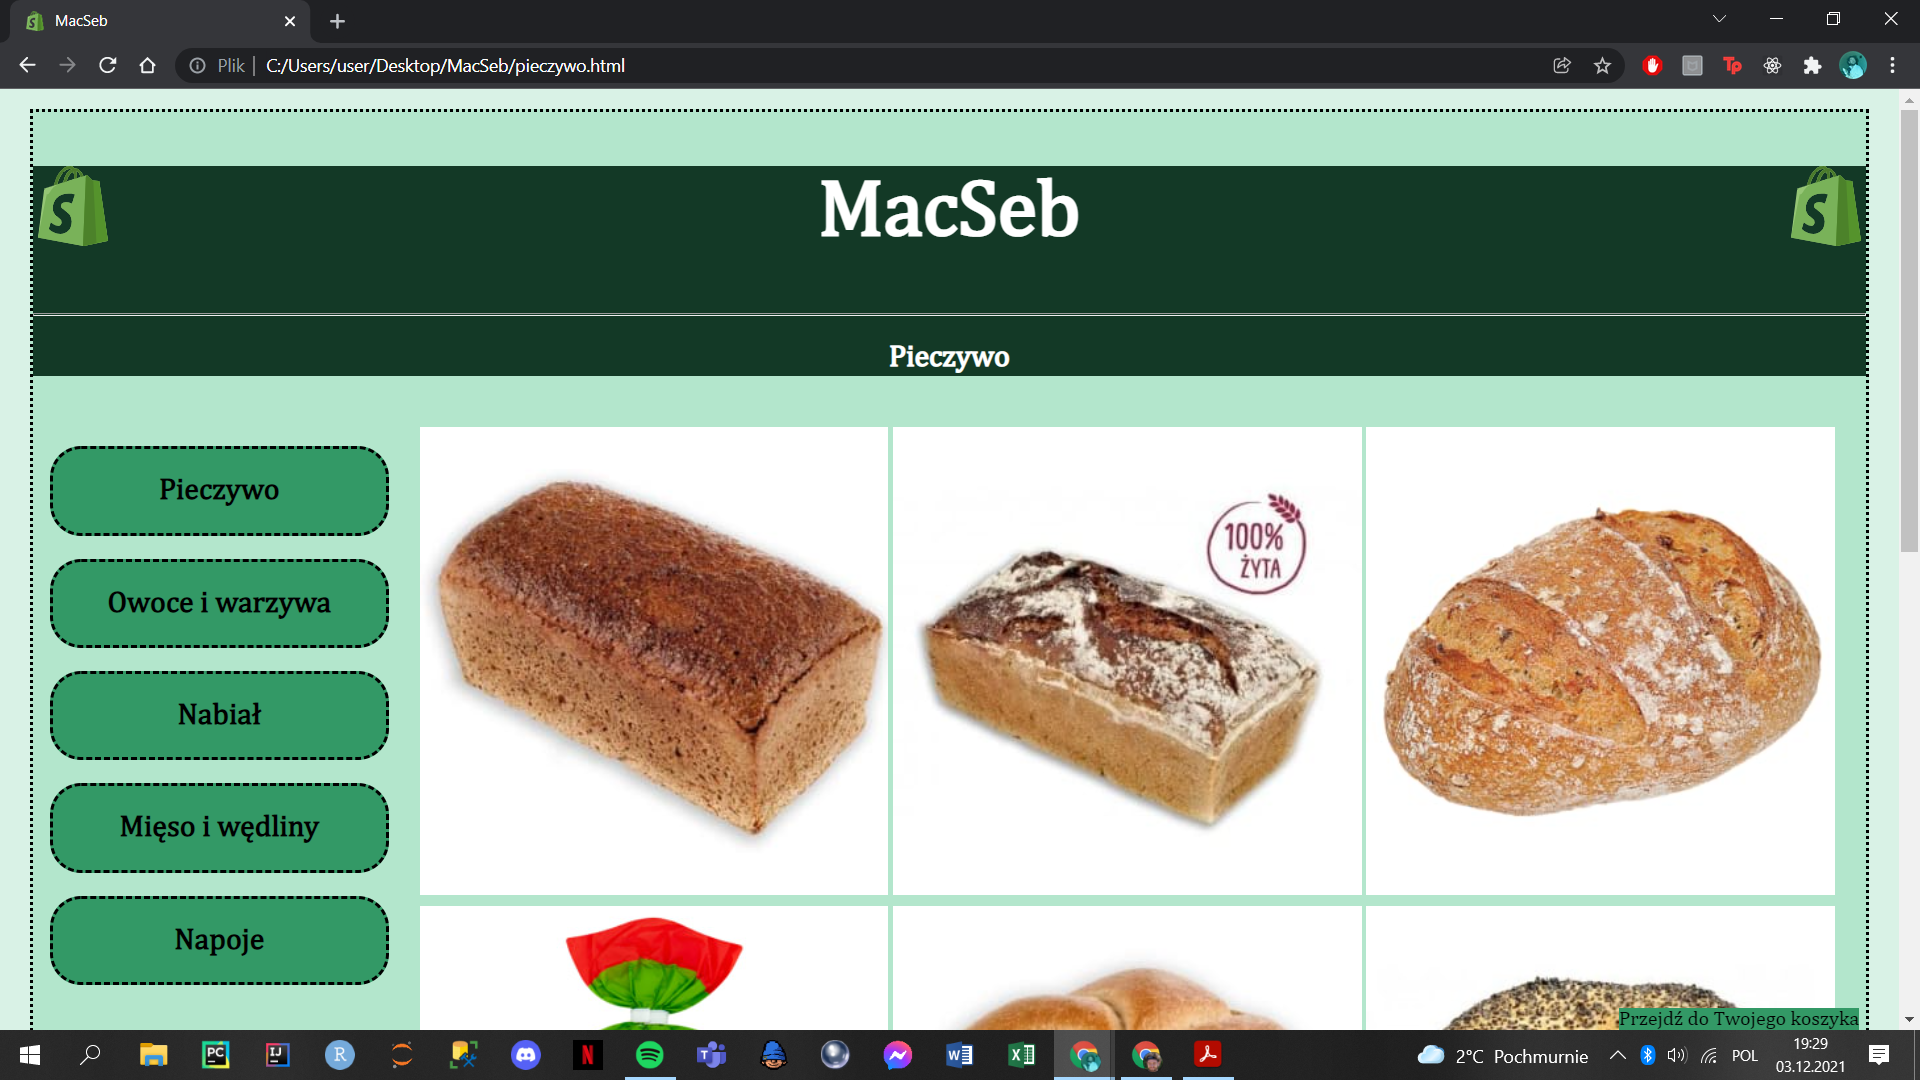 MacSeb
Plik | C:/Users/user/Desktop/MacSeb/pieczywo.html
MacSeb
Pieczywo
Pieczywo
Owoce i warzywa
Nabiał
Mięso i wędliny
Napoje
100%
ŻYTA
Przejdź do Twojego koszyka
2°C Pochmurnie
POL
19:29
03.12.2021